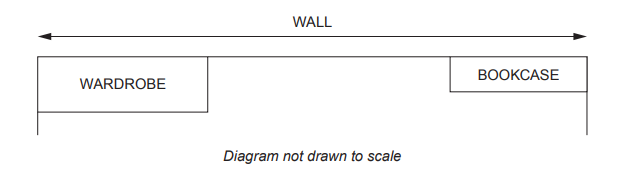 WALL
WARDROBE
BOOKCASE
Diagram not drawn to scale